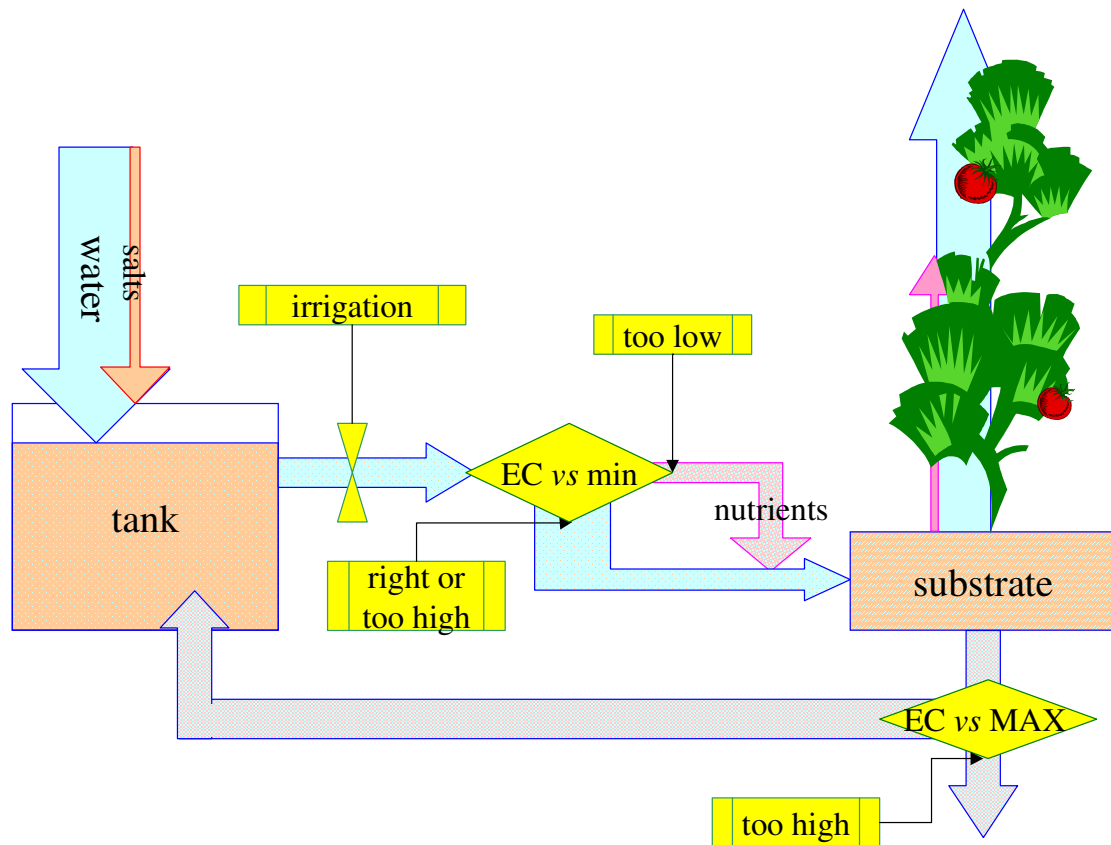 water
salts
irrigation
too low
EC vs min
tank
nutrients
right or
too high
substrate
EC vs MAX
too high